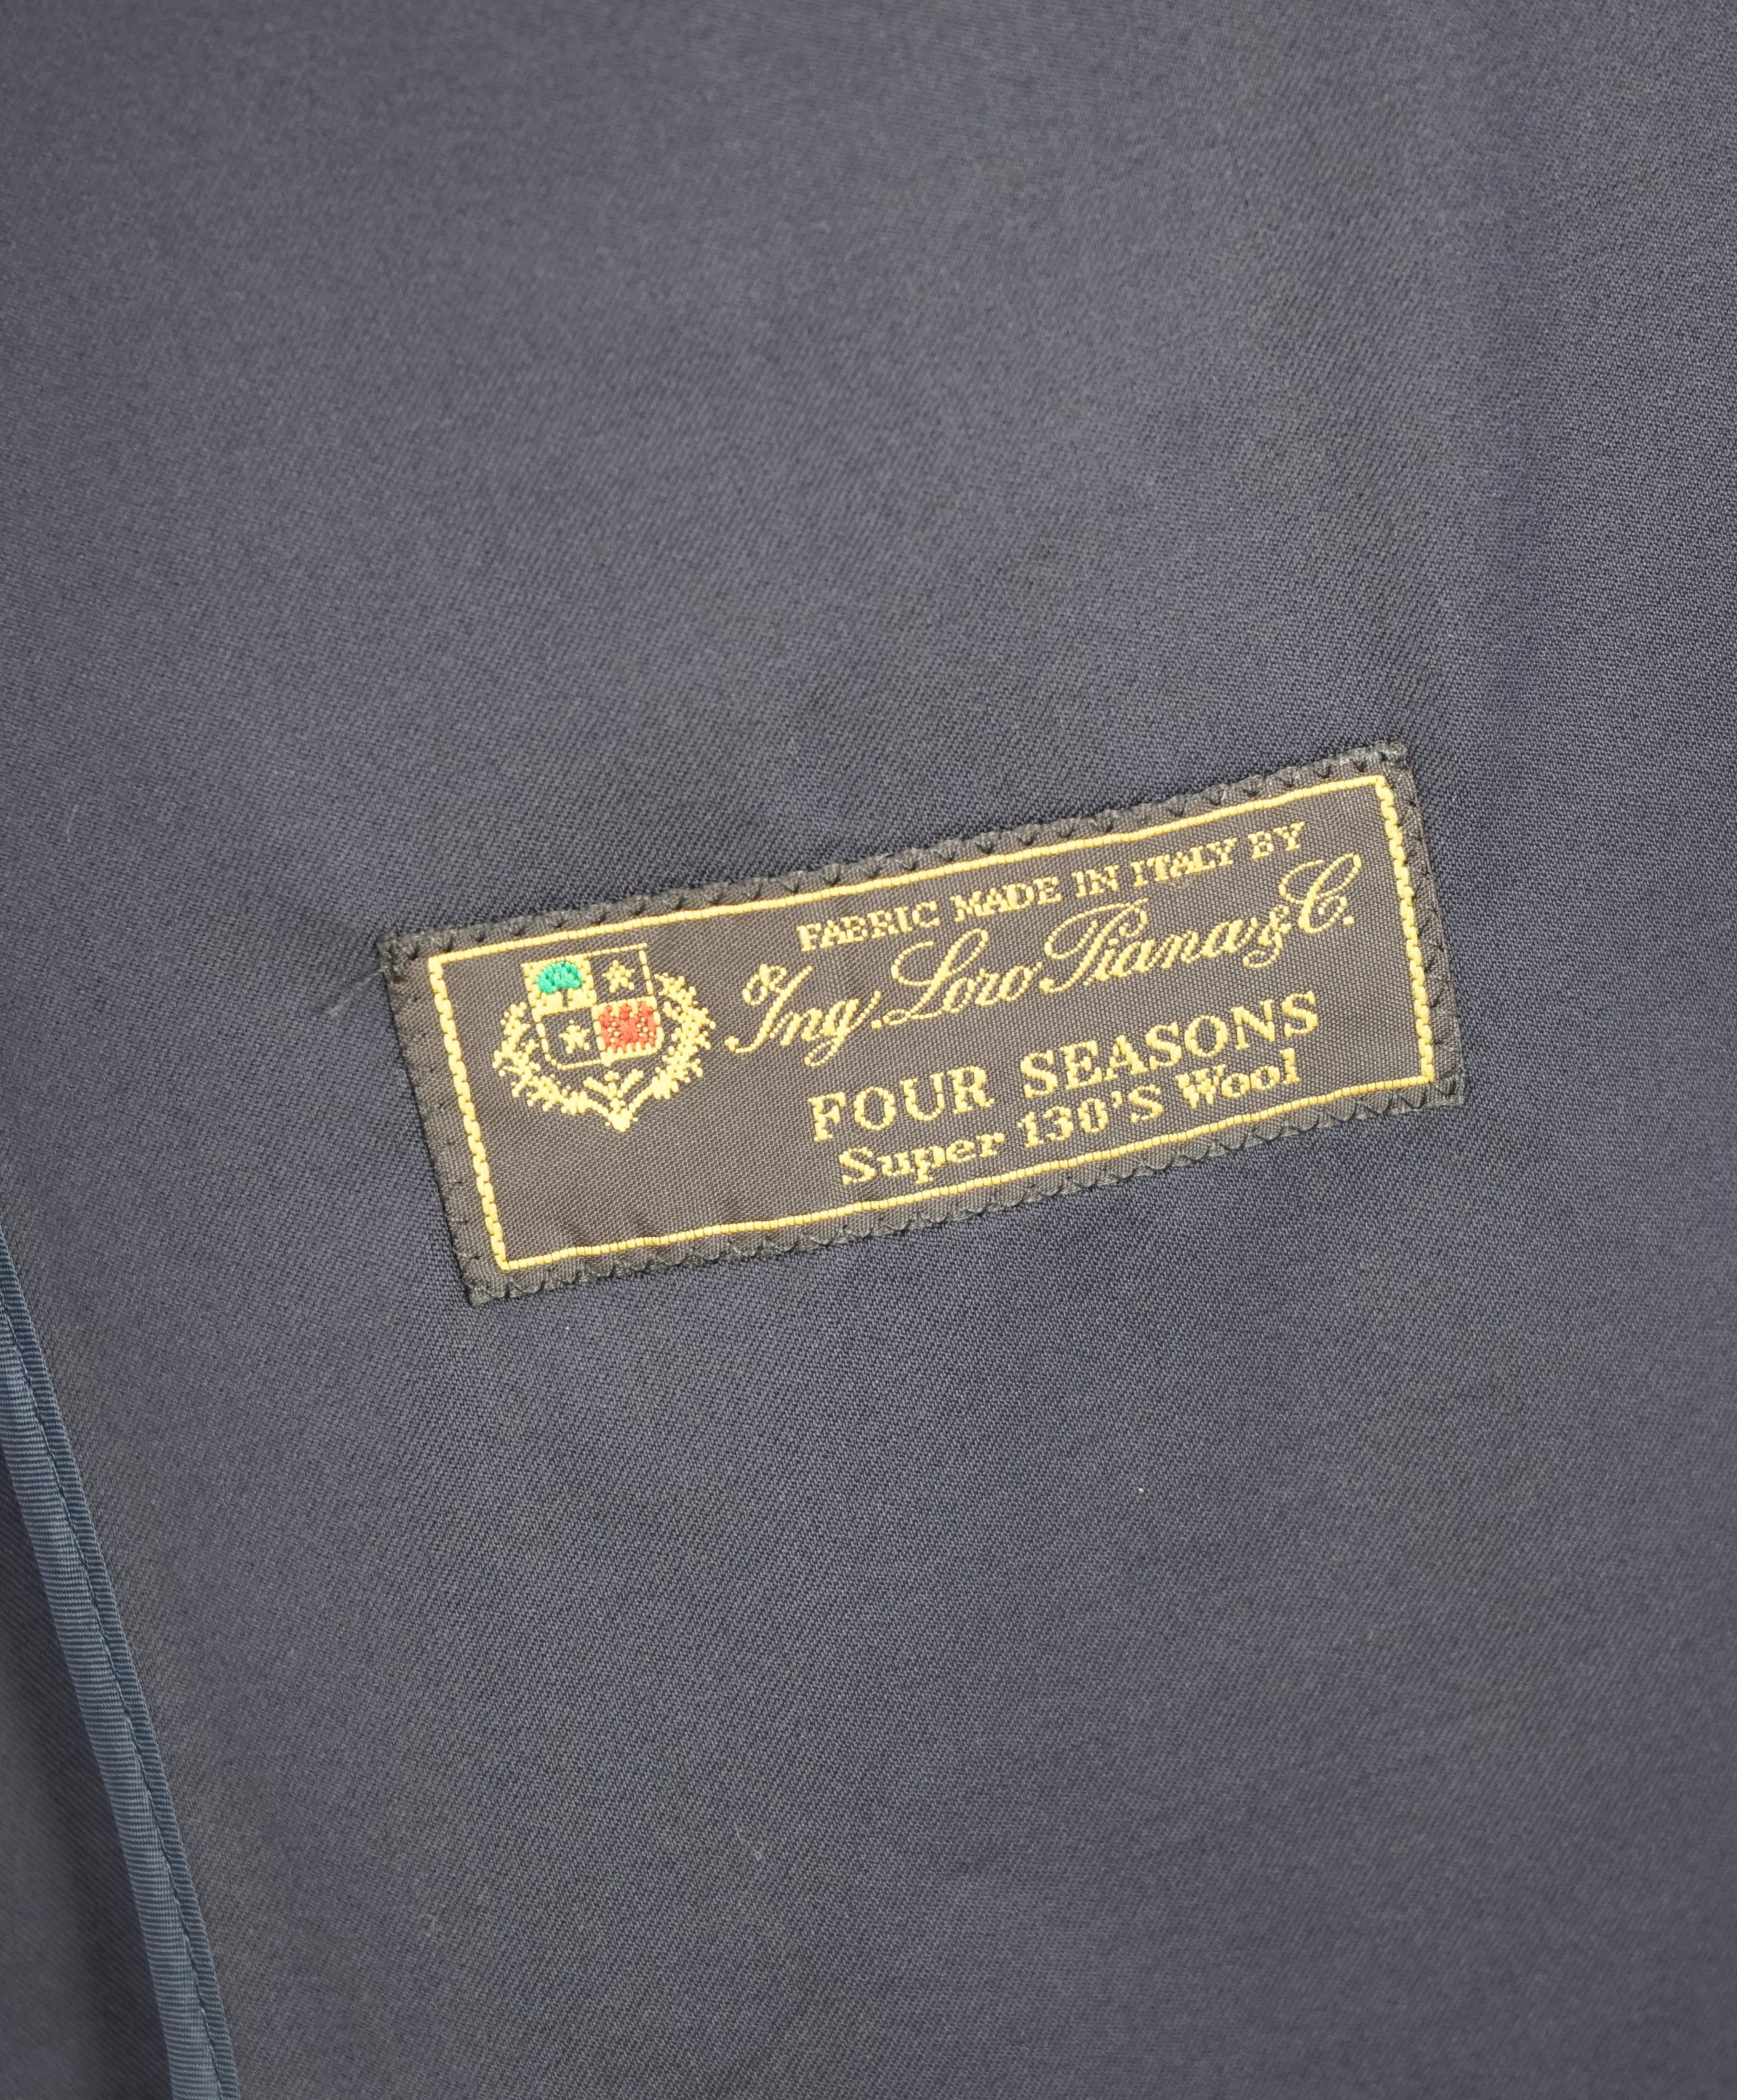 FABRIC MADE IN ITALY BY
Ing. Loro Piana & C.
FOUR SEASONS
Super 130'S Wool